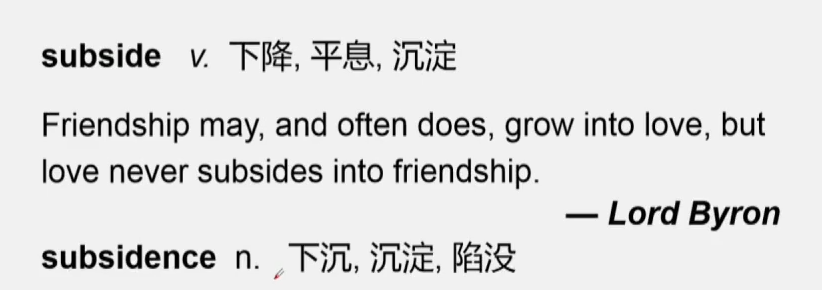 subside v. 下降, 平息, 沉淀
Friendship may, and often does, grow into love, but
love never subsides into friendship.
— Lord Byron
subsidence n. 下沉, 沉淀, 陷没